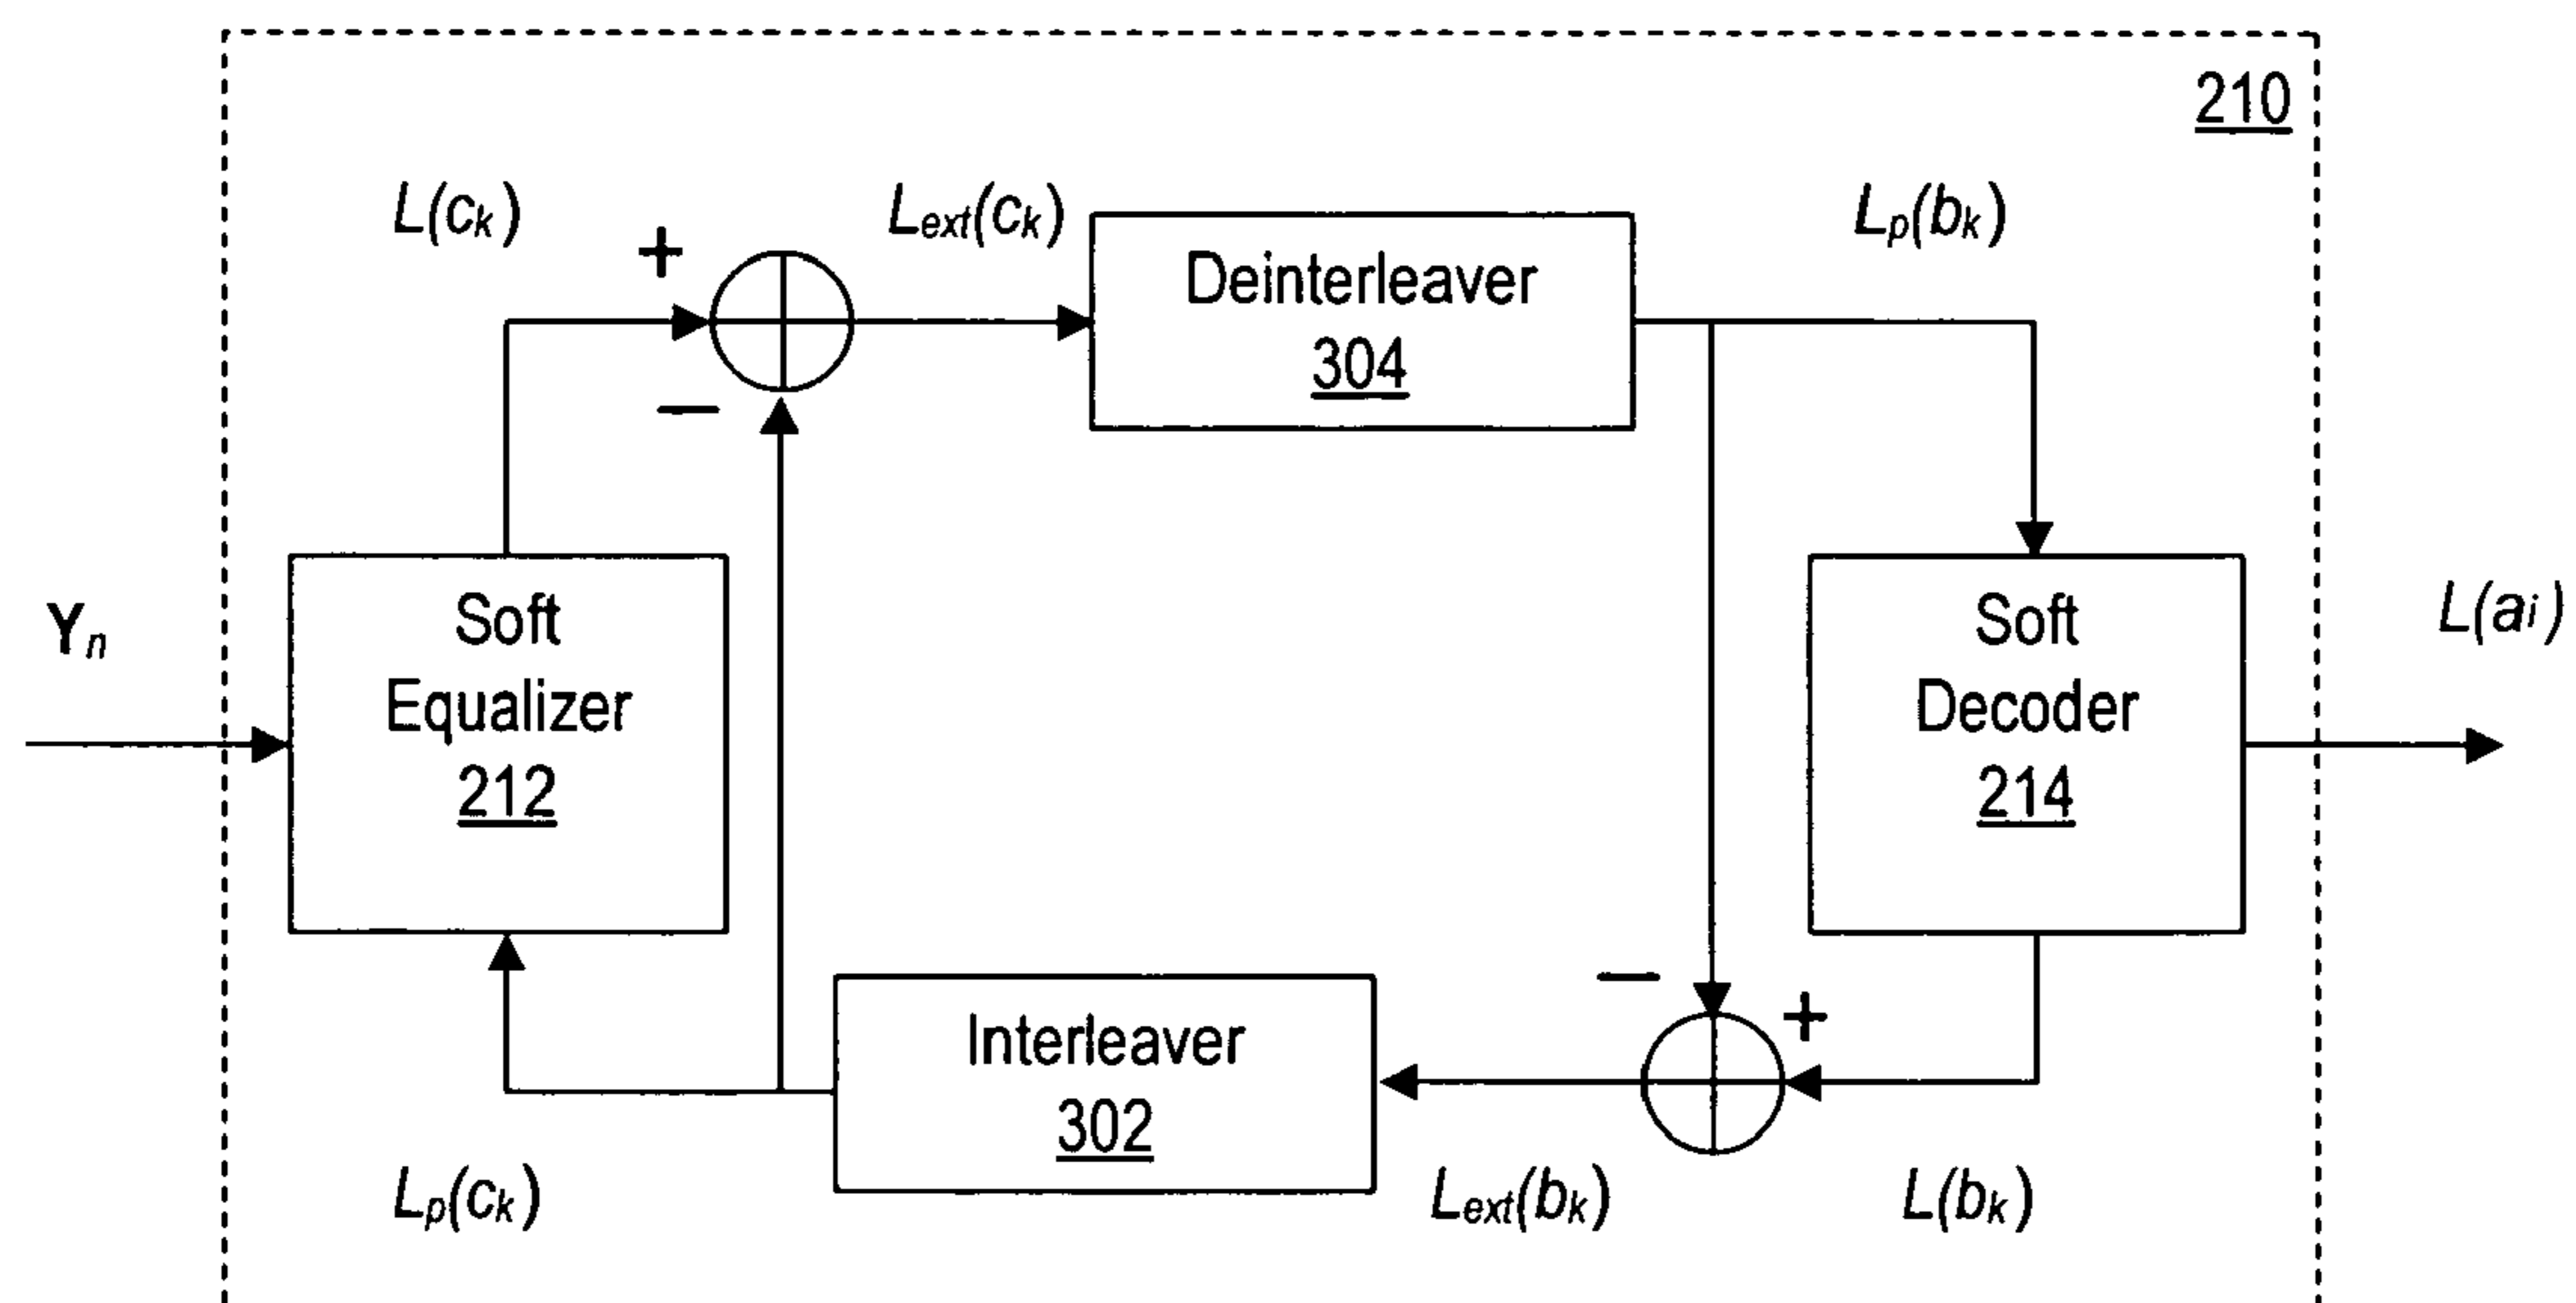 210
L(ck)
+
Lext(ck)
Deinterleaver
304
Lp(bk)
−
Yn
Soft
Equalizer
212
Soft
Decoder
214
L(ai)
−
+
Interleaver
302
Lp(ck)
Lext(bk)
L(bk)